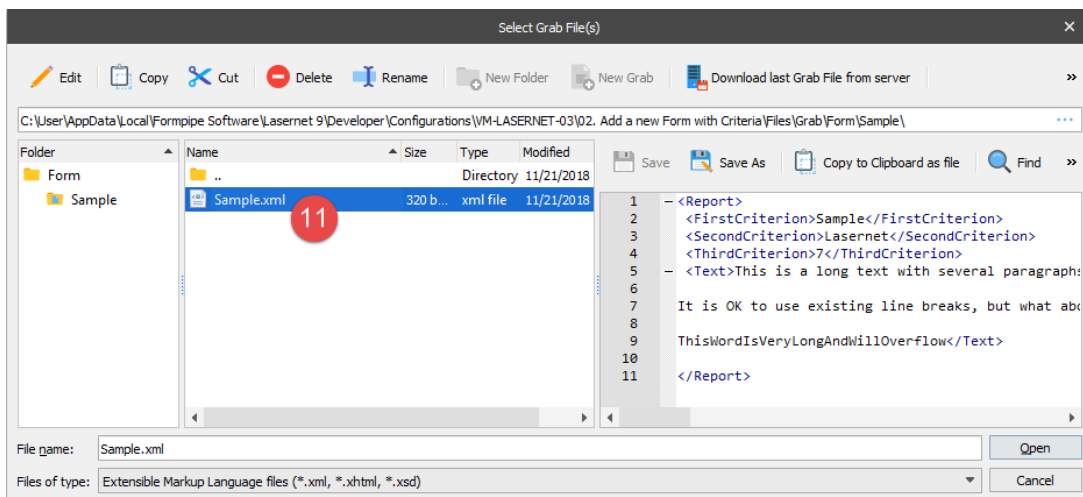 Select Grab File(s)
Edit Copy Cut Delete Rename New Folder New Grab Download last Grab File from server »
C:\User\AppData\Local\Formpipe Software\Lasernet 9\Developer\Configurations\VM-LASERNET-03\02. Add a new Form with Criteria\Files\Grab\Form\Sample\ ...
Folder Name Size Type Modified Save Save As Copy to Clipboard as file Find »
Form .. Directory 11/21/2018
Sample Sample.xml 320 b... xml file 11/21/2018
11
1 <Report>
2 <FirstCriterion>Sample</FirstCriterion>
3 <SecondCriterion>Lasernet</SecondCriterion>
4 <ThirdCriterion>7</ThirdCriterion>
5 <Text>This is a long text with several paragraphs
6
7 It is OK to use existing line breaks, but what abo
8
9 ThisWordIsVeryLongAndWillOverflow</Text>
10
11 </Report>
File name: Sample.xml Open
Files of type: Extensible Markup Language files (*.xml, *.xhtml, *.xsd) Cancel